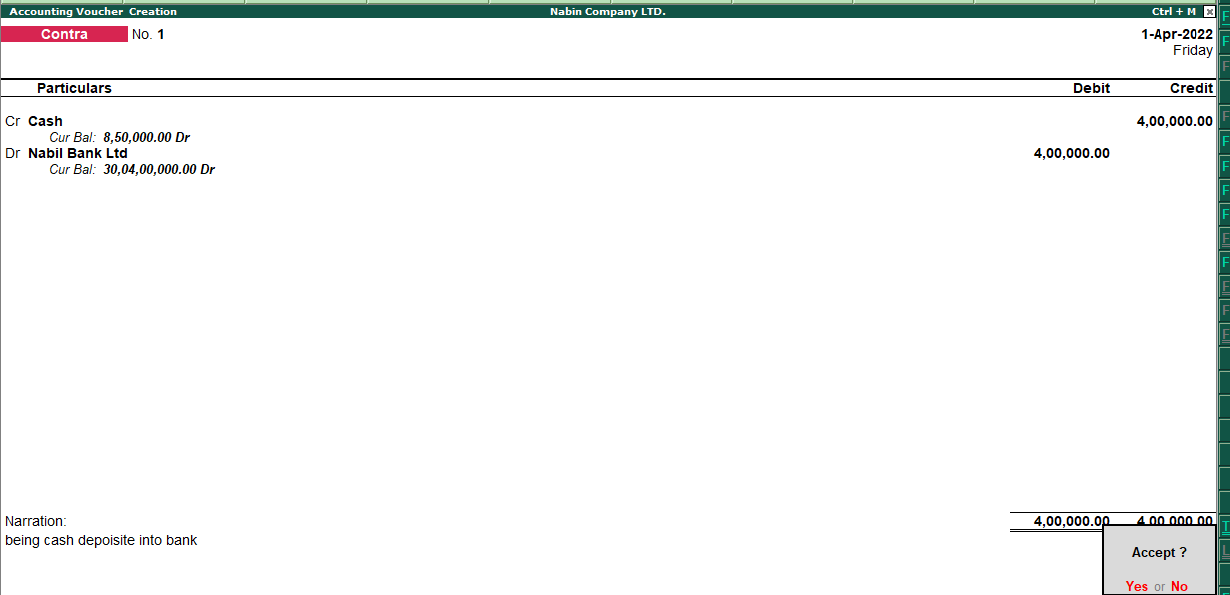 Accounting Voucher Creation Nabin Company LTD. Ctrl + M
Contra No. 1 1-Apr-2022
Friday
Particulars Debit Credit
Cr Cash 4,00,000.00
Cur Bal: 8,50,000.00 Dr
Dr Nabil Bank Ltd 4,00,000.00
Cur Bal: 30,04,00,000.00 Dr
Narration: 4,00,000.00 4,00,000.00
being cash depoisite into bank
Accept ?
Yes or No